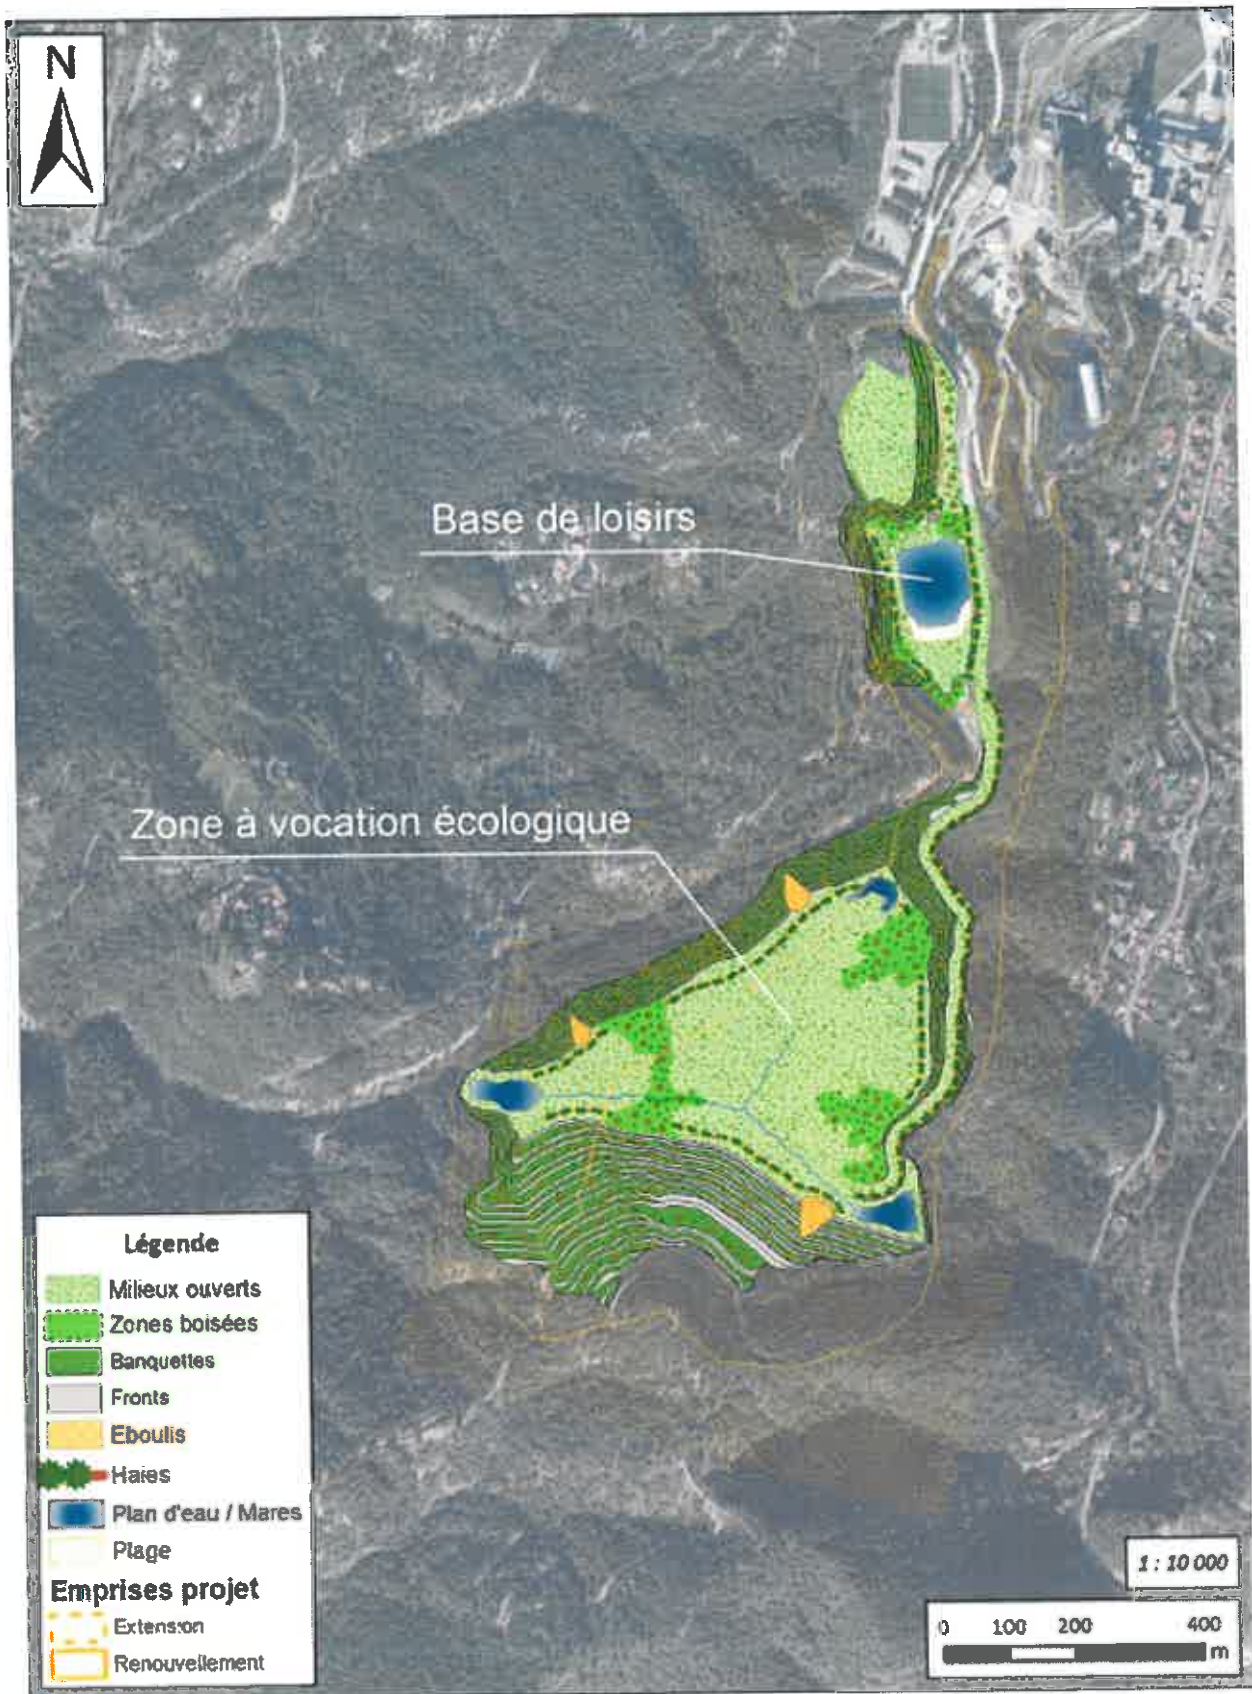 N
Base de loisirs
Zone à vocation écologique
Légende
Milieux ouverts
Zones boisées
Banquettes
Fronts
Eboulis
Haies
Plan d'eau / Mares
Plage
Emprises projet
Extension
Renouvellement
1 : 10 000
0 100 200 400
m